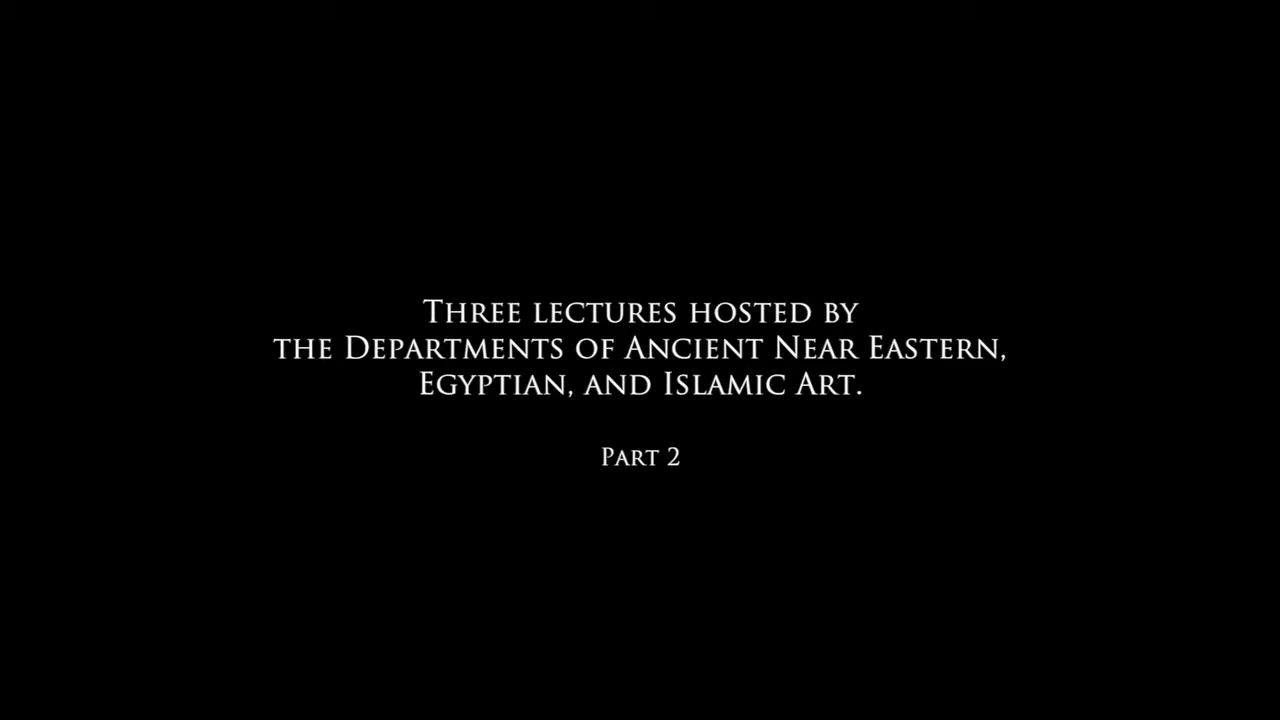 Three lectures hosted by
the Departments of Ancient Near Eastern,
Egyptian, and Islamic Art.
Part 2